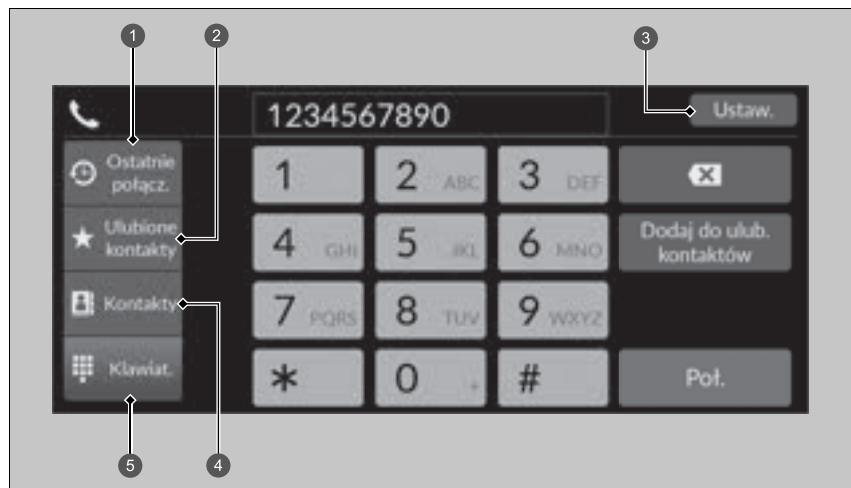 1
2
3
1234567890
Ustaw.
Ostatnie
połącz.
1
2 ABC
3 DEF
Ulubione
kontakty
4 GHI
5 JKL
6 MNO
Dodaj do ulub.
kontaktów
Kontakty
7 PQRS
8 TUV
9 WXYZ
Klawiat.
*
0 +
#
Poł.
5
4